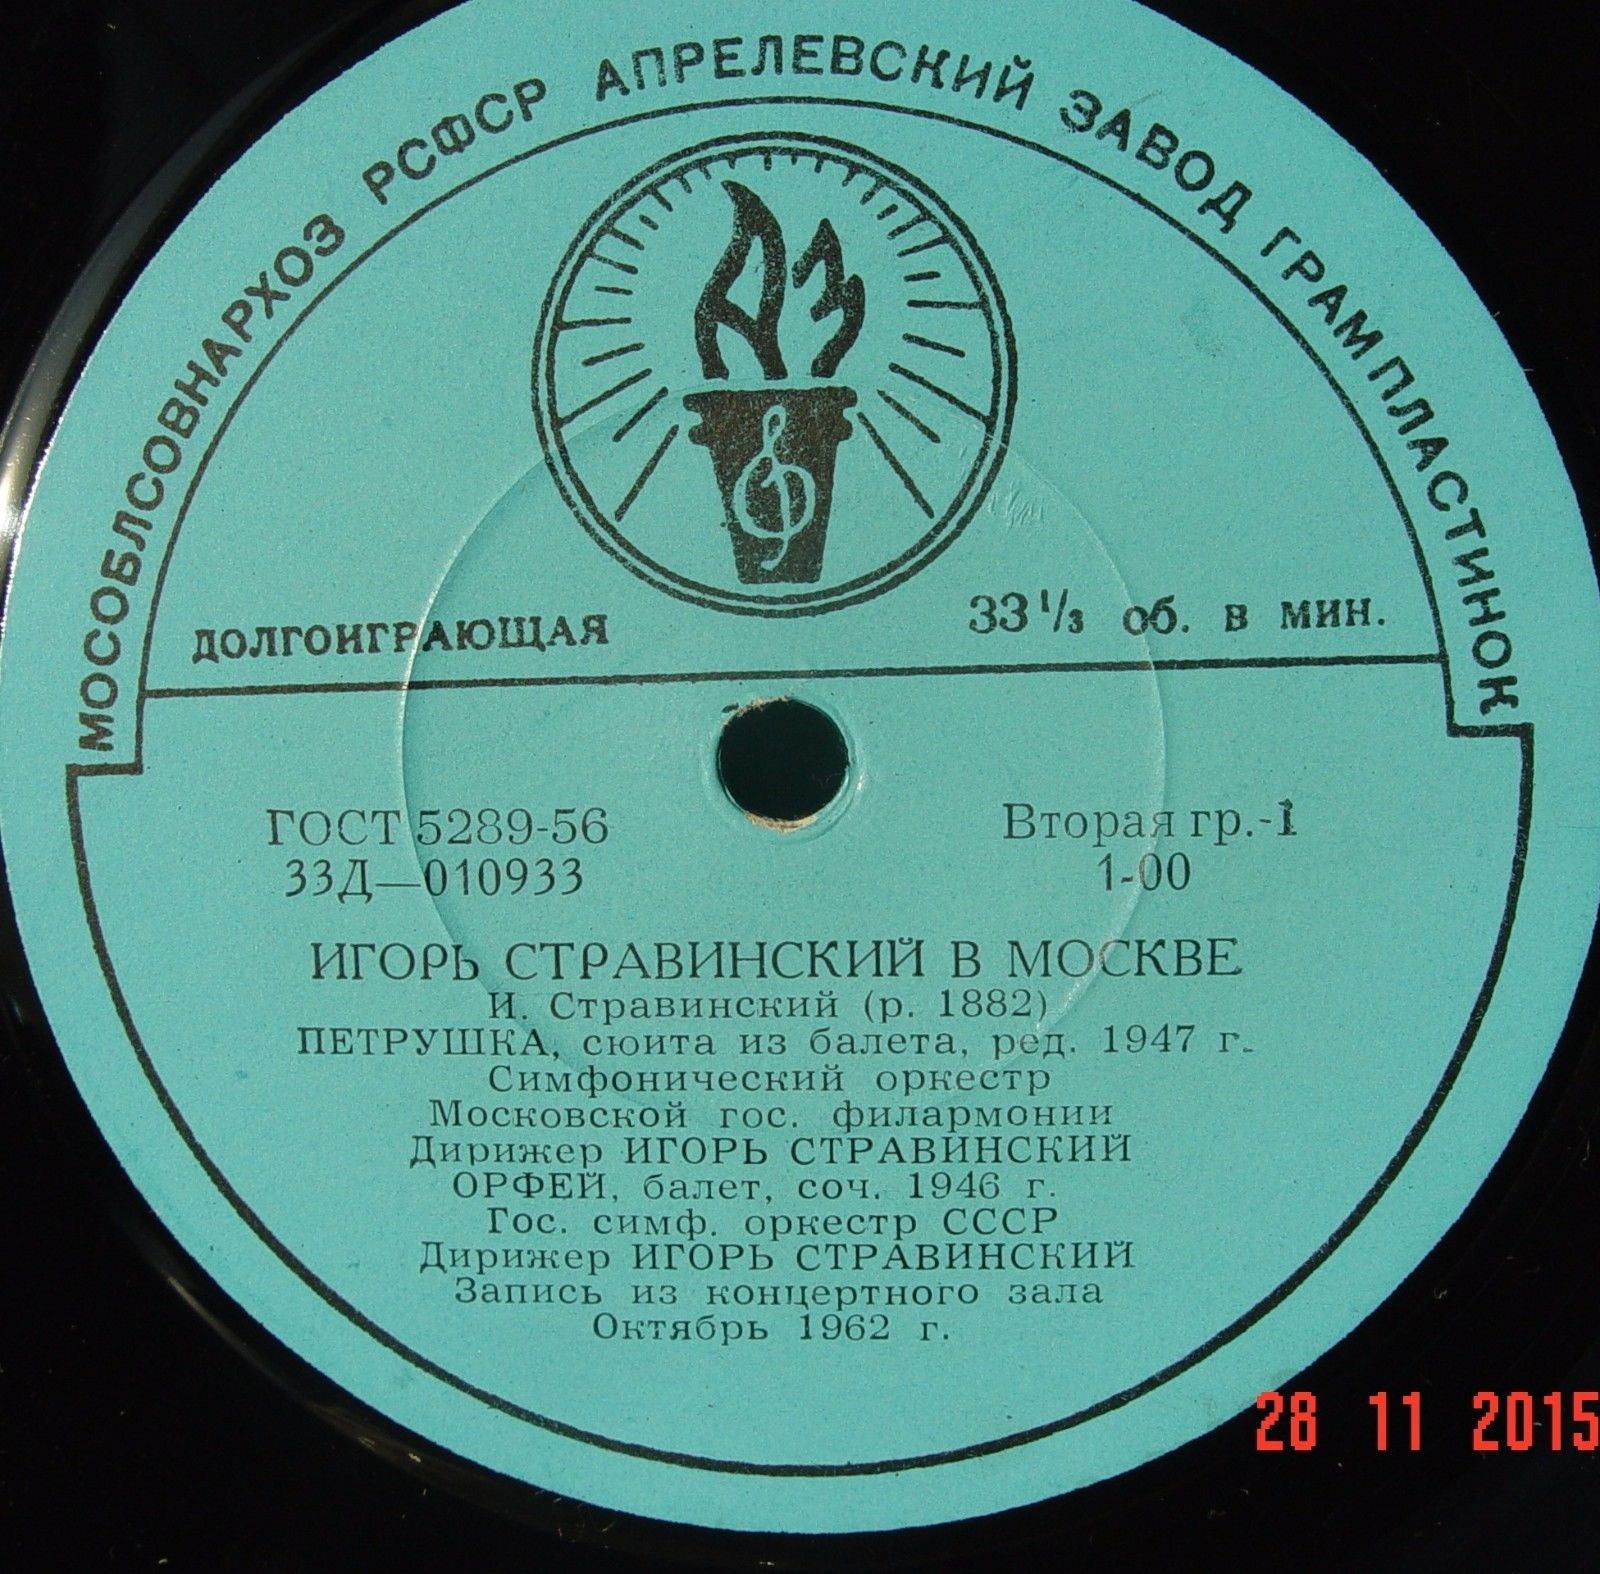 МОСОБЛСОВНАРХОЗ РСФСР АПРЕЛЕВСКИЙ ЗАВОД ГРАМПЛАСТИНОК
АЗ
ДОЛГОИГРАЮЩАЯ
33 1/3 об. в мин.
ГОСТ 5289-56
Вторая гр.-1
33Д—010933
1-00
ИГОРЬ СТРАВИНСКИЙ В МОСКВЕ
И. Стравинский (р. 1882)
ПЕТРУШКА, сюита из балета, ред. 1947 г.
Симфонический оркестр
Московской гос. филармонии
Дирижер ИГОРЬ СТРАВИНСКИЙ
ОРФЕЙ, балет, соч. 1946 г.
Гос. симф. оркестр СССР
Дирижер ИГОРЬ СТРАВИНСКИЙ
Запись из концертного зала
Октябрь 1962 г.
28 11 2015